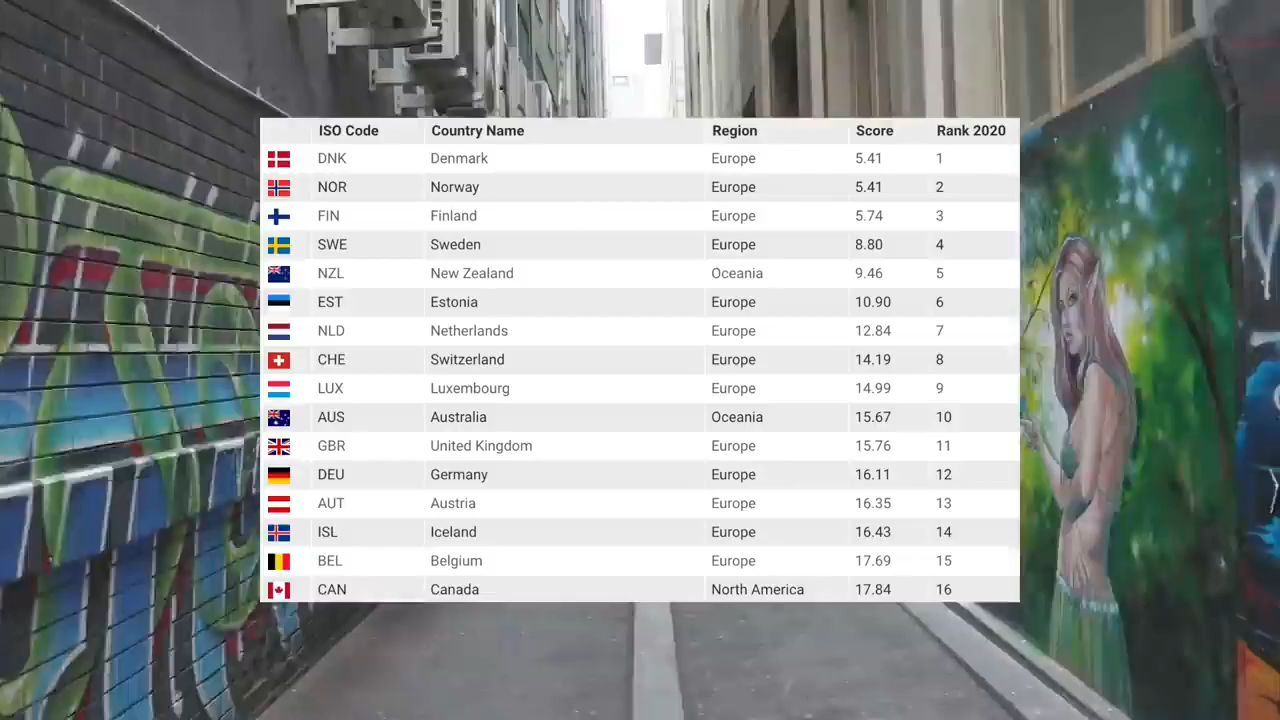 ISO Code Country Name Region Score Rank 2020
DNK Denmark Europe 5.41 1
NOR Norway Europe 5.41 2
FIN Finland Europe 5.74 3
SWE Sweden Europe 8.80 4
NZL New Zealand Oceania 9.46 5
EST Estonia Europe 10.90 6
NLD Netherlands Europe 12.84 7
CHE Switzerland Europe 14.19 8
LUX Luxembourg Europe 14.99 9
AUS Australia Oceania 15.67 10
GBR United Kingdom Europe 15.76 11
DEU Germany Europe 16.11 12
AUT Austria Europe 16.35 13
ISL Iceland Europe 16.43 14
BEL Belgium Europe 17.69 15
CAN Canada North America 17.84 16